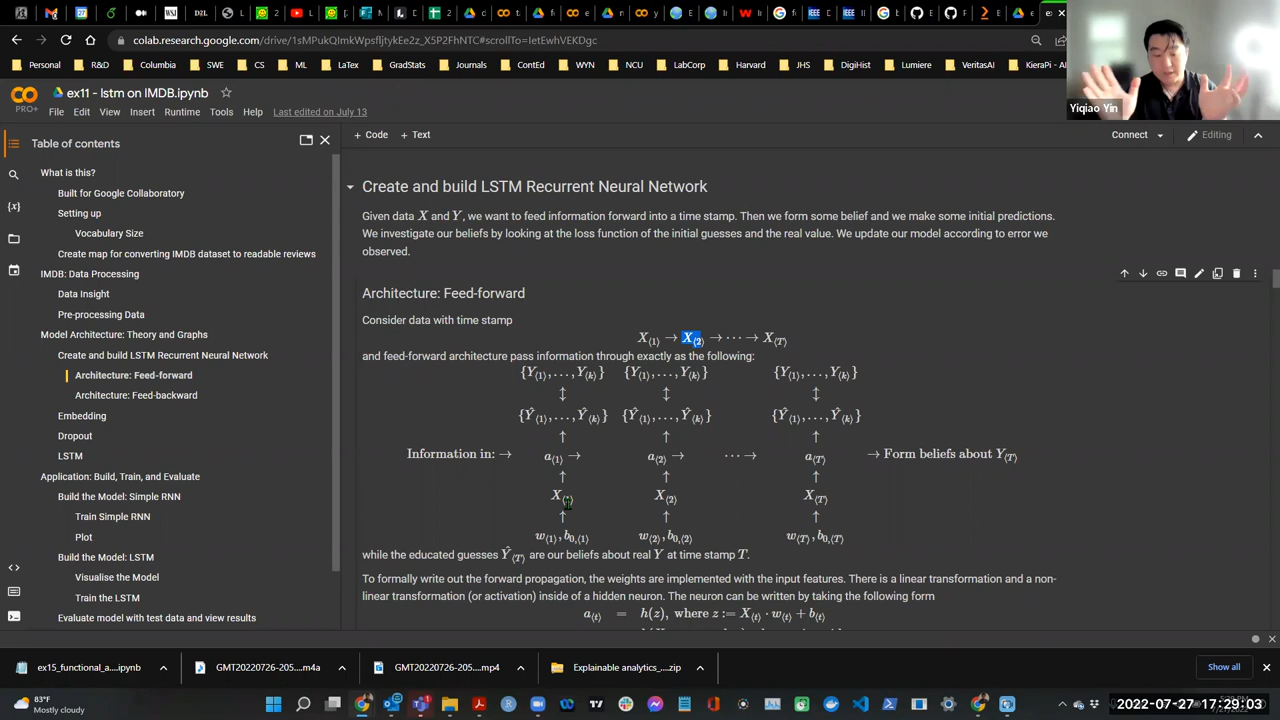 colab.research.google.com/drive/1sMPukQImkWpsfljtykEe2z_X5P2FhNTC#scrollTo=IetEwhVEKDgc
Personal R&D Columbia SWE CS ML LaTex GradStats Journals ContEd WYN NCU LabCorp Harvard JHS DigiHist Lumiere VeritasAI KieraPi - AI
Yiqiao Yin
PRO+
ex11 - lstm on IMDB.ipynb
File Edit View Insert Runtime Tools Help Last edited on July 13
+ Code + Text
Connect
Editing
Table of contents
What is this?
Built for Google Collaboratory
Setting up
Vocabulary Size
Create map for converting IMDB dataset to readable reviews
IMDB: Data Processing
Data Insight
Pre-processing Data
Model Architecture: Theory and Graphs
Create and build LSTM Recurrent Neural Network
Architecture: Feed-forward
Architecture: Feed-backward
Embedding
Dropout
LSTM
Application: Build, Train, and Evaluate
Build the Model: Simple RNN
Train Simple RNN
Plot
Build the Model: LSTM
Visualise the Model
Train the LSTM
Evaluate model with test data and view results
Create and build LSTM Recurrent Neural Network
Given data X and Y, we want to feed information forward into a time stamp. Then we form some belief and we make some initial predictions.
We investigate our beliefs by looking at the loss function of the initial guesses and the real value. We update our model according to error we
observed.
Architecture: Feed-forward
Consider data with time stamp
X⟨1⟩ → X⟨2⟩ → ⋯ → X⟨T⟩
and feed-forward architecture pass information through exactly as the following:
{Y⟨1⟩, …, Y⟨k⟩} {Y⟨1⟩, …, Y⟨k⟩} {Y⟨1⟩, …, Y⟨k⟩}
↕ ↕ ↕
{Ŷ⟨1⟩, …, Ŷ⟨k⟩} {Ŷ⟨1⟩, …, Ŷ⟨k⟩} {Ŷ⟨1⟩, …, Ŷ⟨k⟩}
↑ ↑ ↑
Information in: → a⟨1⟩ → a⟨2⟩ → ⋯ → a⟨T⟩ → Form beliefs about Y⟨T⟩
↑ ↑ ↑
X⟨1⟩ X⟨2⟩ X⟨T⟩
↑ ↑ ↑
w⟨1⟩, b0,⟨1⟩ w⟨2⟩, b0,⟨2⟩ w⟨T⟩, b0,⟨T⟩
while the educated guesses Ŷ⟨T⟩ are our beliefs about real Y at time stamp T.
To formally write out the forward propagation, the weights are implemented with the input features. There is a linear transformation and a non-
linear transformation (or activation) inside of a hidden neuron. The neuron can be written by taking the following form
a⟨t⟩ = h(z), where z := X⟨t⟩ · w⟨t⟩ + b⟨t⟩
ex15_functional_a....ipynb GMT20220726-205....m4a GMT20220726-205....mp4 Explainable analytics_....zip Show all
83°F
Mostly cloudy
2022-07-27 17:29:03